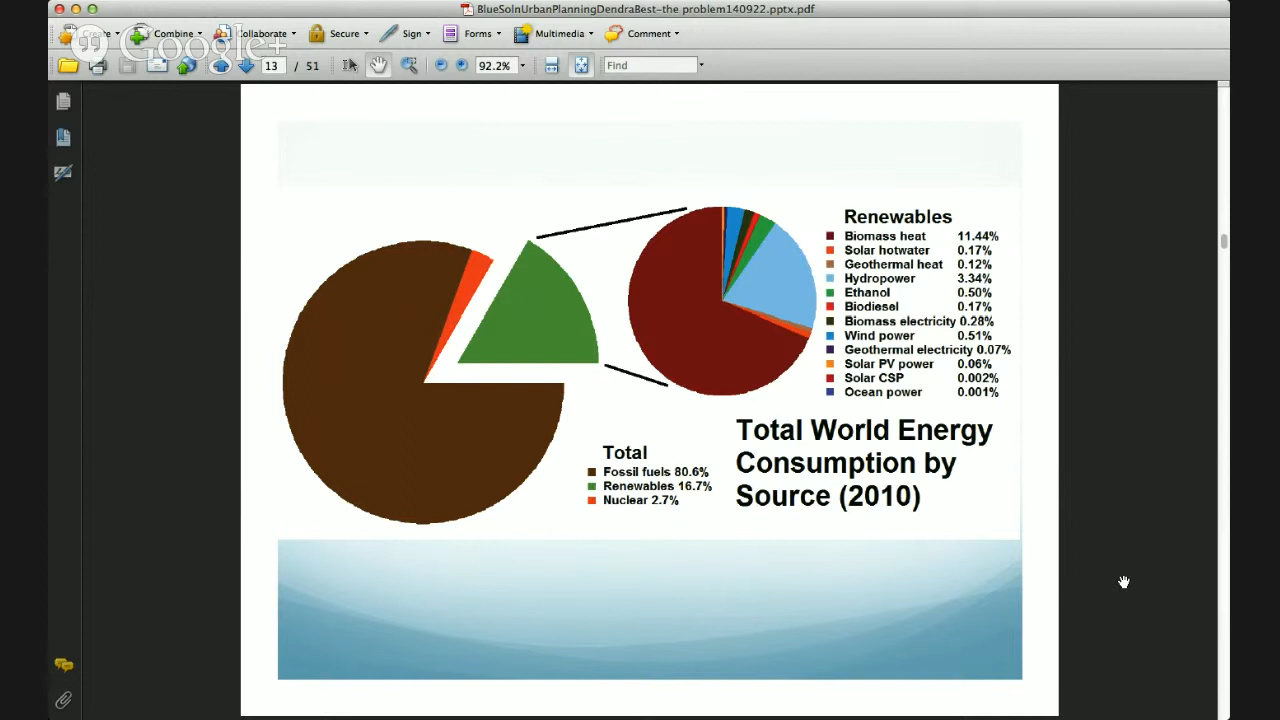 BlueSolnUrbanPlanningDendraBest-the problem140922.pptx.pdf
Create Combine Collaborate Secure Sign Forms Multimedia Comment
Google+
13 / 51 92.2% Find
Renewables
Biomass heat 11.44%
Solar hotwater 0.17%
Geothermal heat 0.12%
Hydropower 3.34%
Ethanol 0.50%
Biodiesel 0.17%
Biomass electricity 0.28%
Wind power 0.51%
Geothermal electricity 0.07%
Solar PV power 0.06%
Solar CSP 0.002%
Ocean power 0.001%
Total World Energy
Consumption by
Source (2010)
Total
Fossil fuels 80.6%
Renewables 16.7%
Nuclear 2.7%